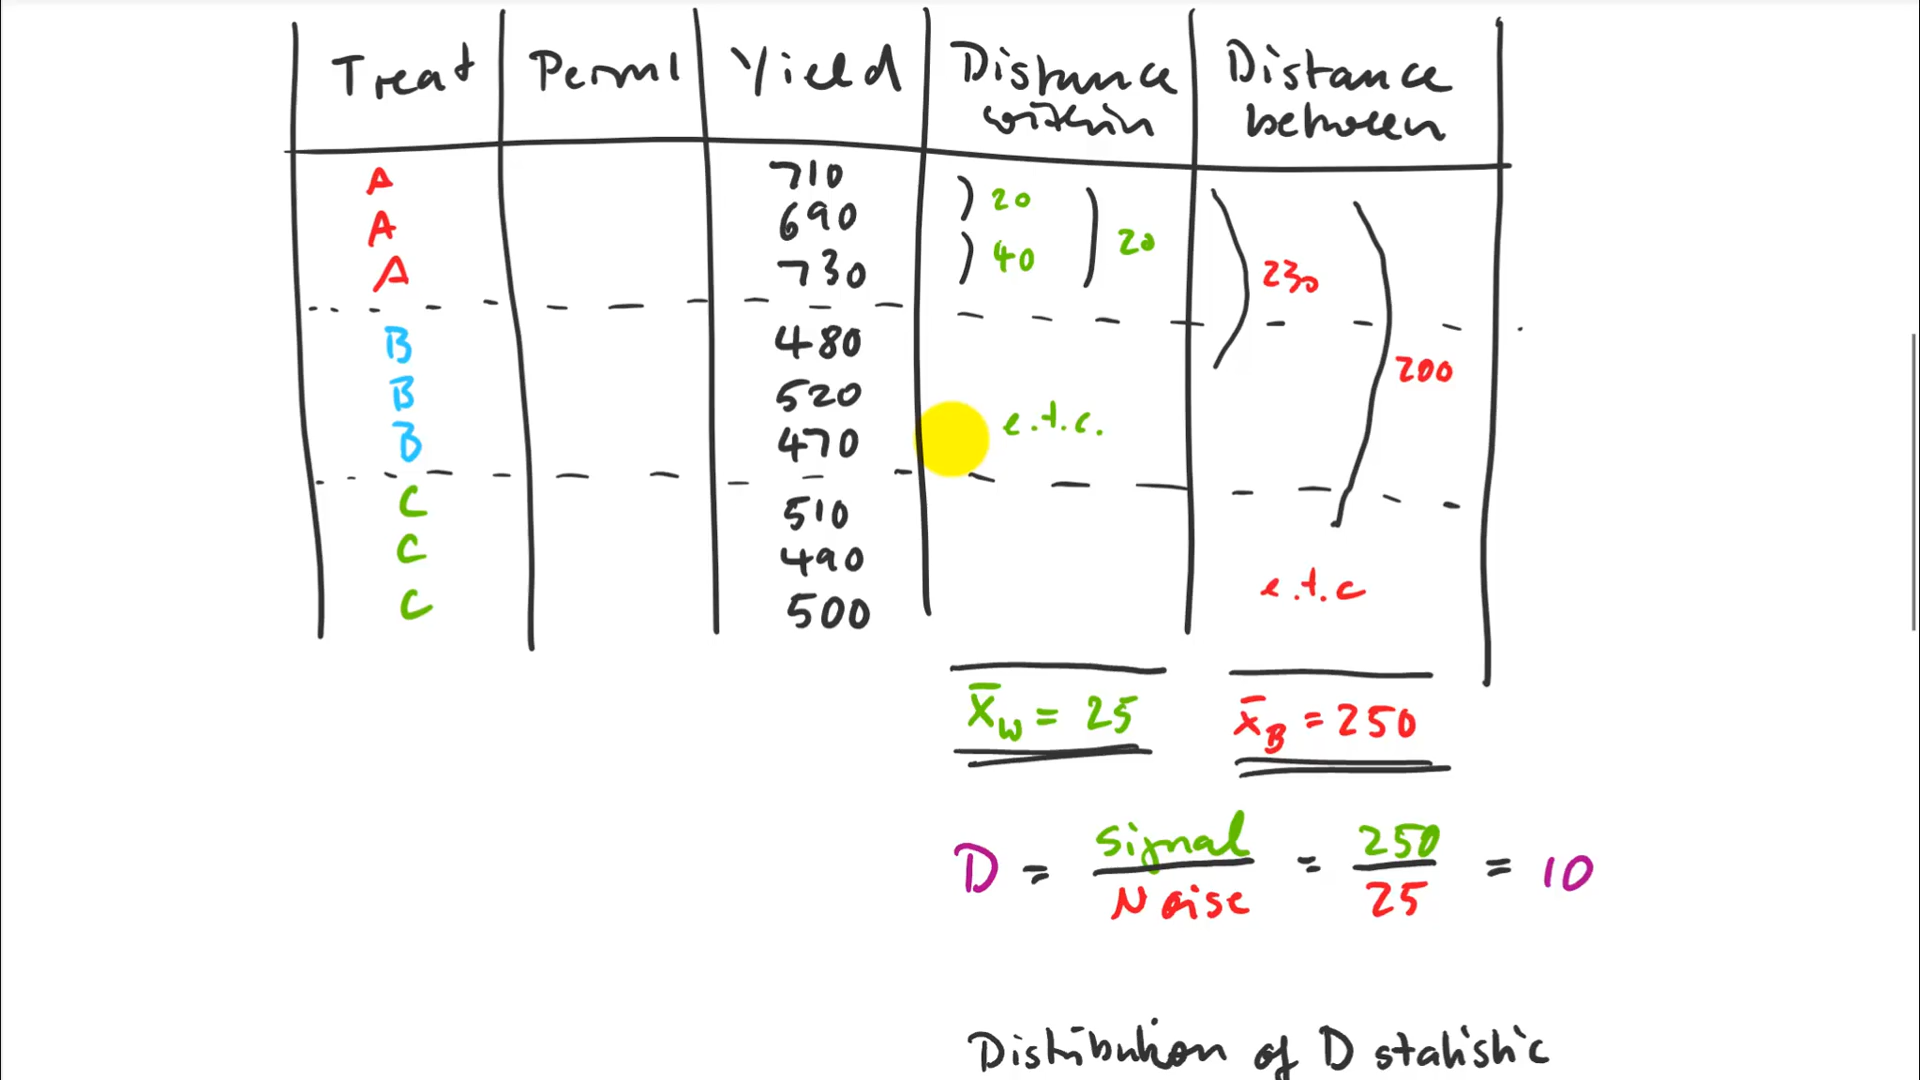 Treat Perm1 Yield Distance within Distance between
A 710 20
A 690 20
A 730 40 230
B 480
B 520 200
B 470 e.t.c.
C 510
C 490
C 500 e.t.c
X̄w = 25 x̄B = 250
D = Signal / Noise = 250 / 25 = 10
Distribution of D statistic